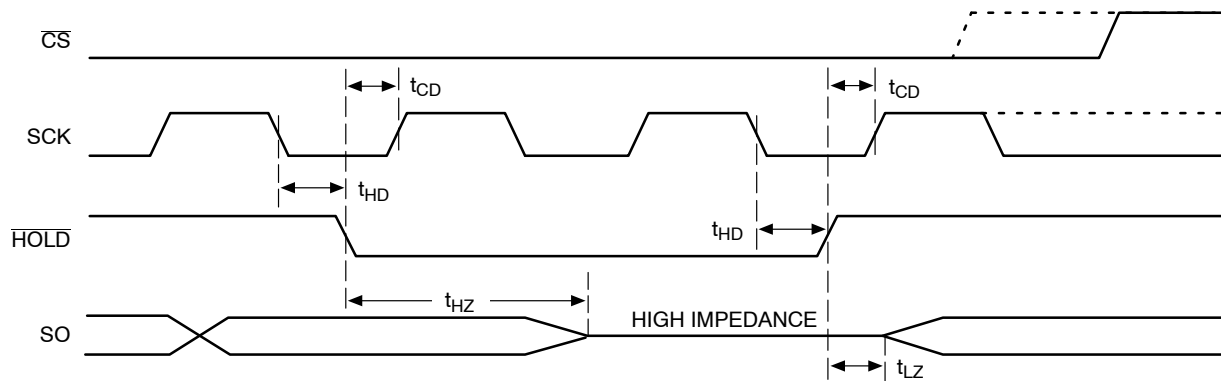 CS
tCD
tCD
SCK
tHD
HOLD
tHD
tHZ
HIGH IMPEDANCE
SO
tLZ